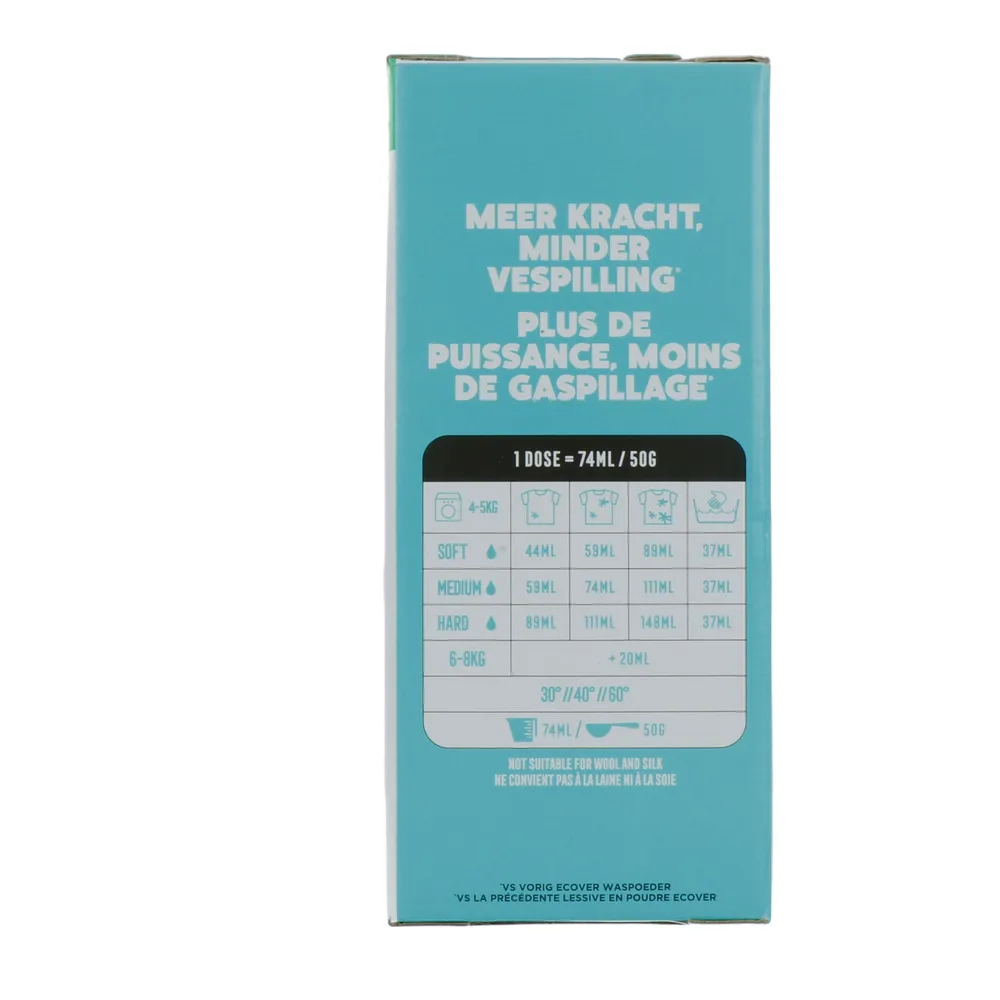 MEER KRACHT,
MINDER
VESPILLING*
PLUS DE
PUISSANCE, MOINS
DE GASPILLAGE*
1 DOSE = 74ML / 50G
4-5KG
SOFT 44ML 59ML 89ML 37ML
MEDIUM 59ML 74ML 111ML 37ML
HARD 89ML 111ML 148ML 37ML
6-8KG + 20ML
30°//40°//60°
74ML / 50G
NOT SUITABLE FOR WOOL AND SILK
NE CONVIENT PAS À LA LAINE NI À LA SOIE
*VS VORIG ECOVER WASPOEDER
*VS LA PRÉCÉDENTE LESSIVE EN POUDRE ECOVER